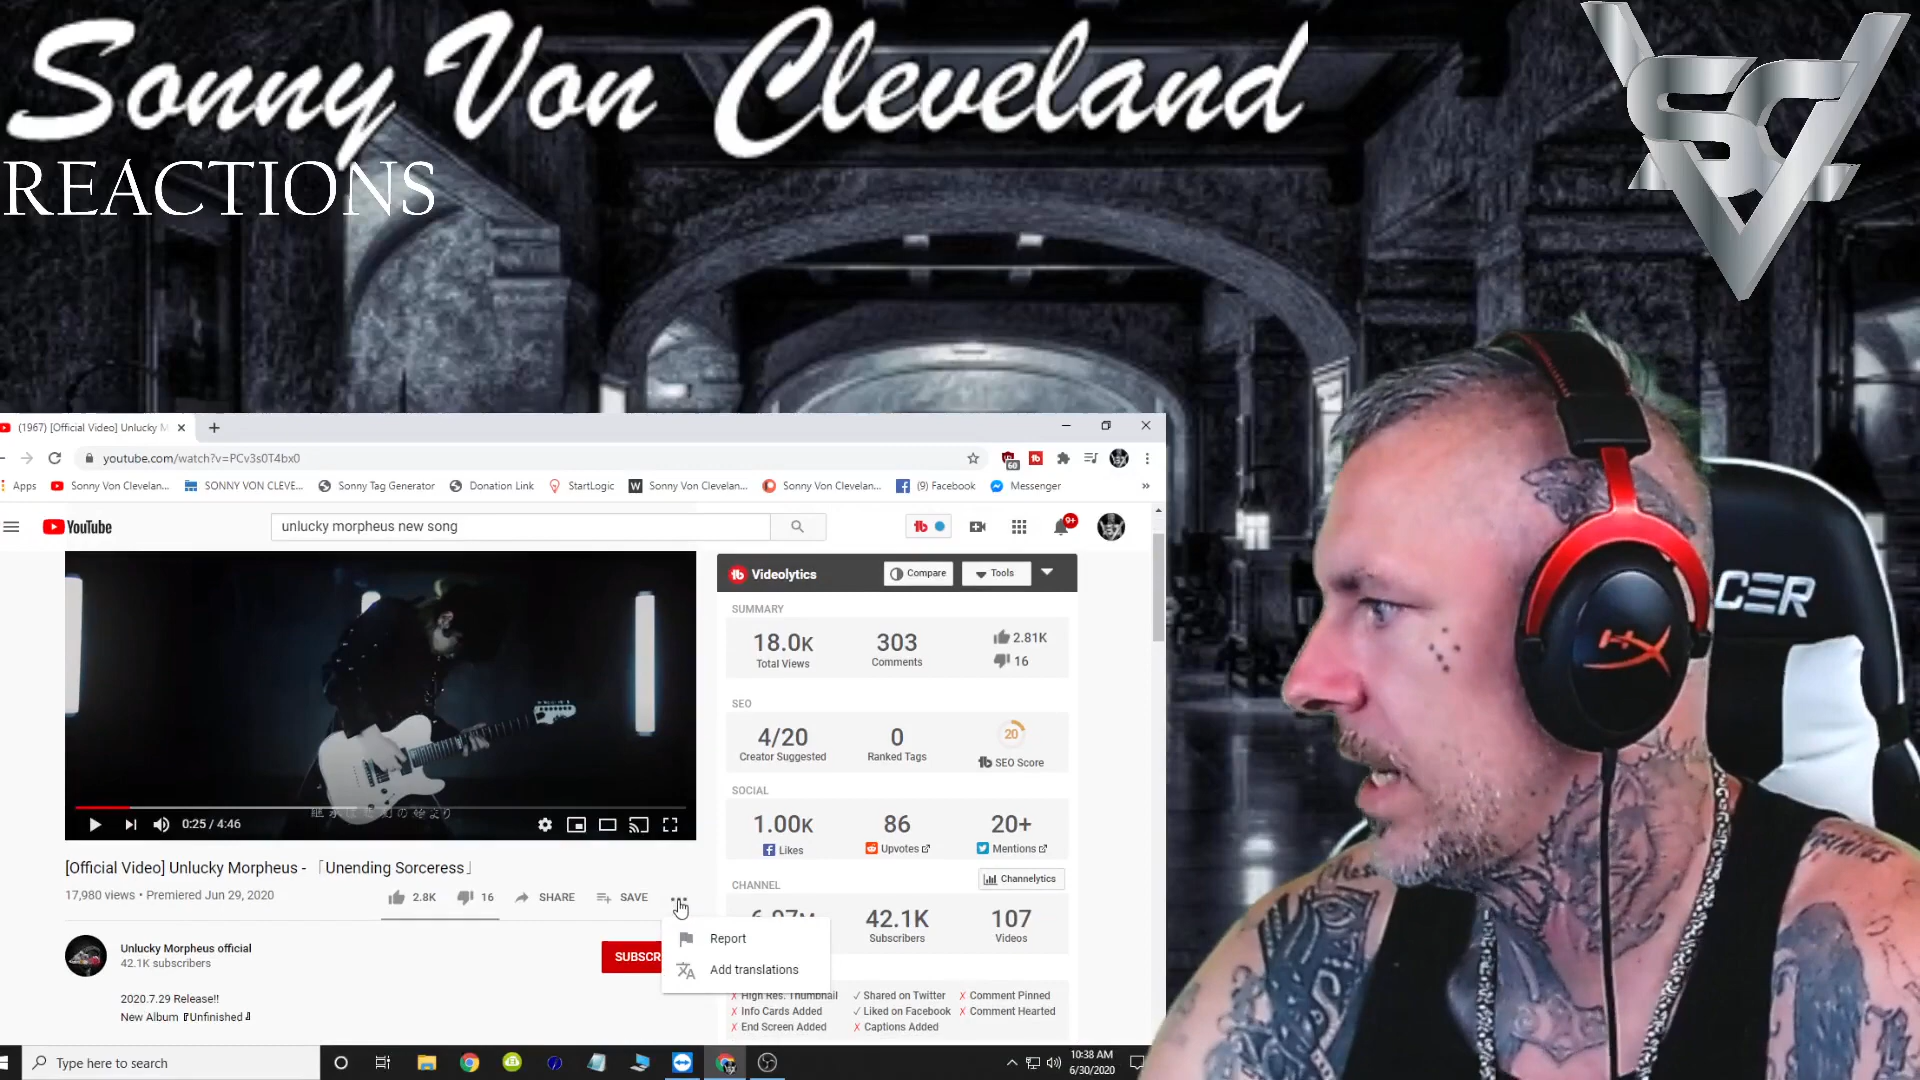 Sonny Von Cleveland
REACTIONS
SC
CER
(1967) [Official Video] Unlucky M
youtube.com/watch?v=PCv3s0T4bx0
60
Apps
Sonny Von Clevelan...
SONNY VON CLEVE...
Sonny Tag Generator
Donation Link
StartLogic
Sonny Von Clevelan...
Sonny Von Clevelan...
(9) Facebook
Messenger
YouTube
unlucky morpheus new song
9+
0:25 / 4:46
[Official Video] Unlucky Morpheus - 「Unending Sorceress」
17,980 views • Premiered Jun 29, 2020
2.8K
16
SHARE
SAVE
Report
Add translations
Unlucky Morpheus official
42.1K subscribers
SUBSCR
2020.7.29 Release!!
New Album『Unfinished』
Videolytics
Compare
Tools
SUMMARY
18.0K
Total Views
303
Comments
2.81K
16
SEO
4/20
Creator Suggested
0
Ranked Tags
20
SEO Score
SOCIAL
1.00K
Likes
86
Upvotes
20+
Mentions
CHANNEL
Channelytics
42.1K
Subscribers
107
Videos
High Res. Thumbnail
Shared on Twitter
Comment Pinned
Info Cards Added
Liked on Facebook
Comment Hearted
End Screen Added
Captions Added
Type here to search
10:38 AM
6/30/2020